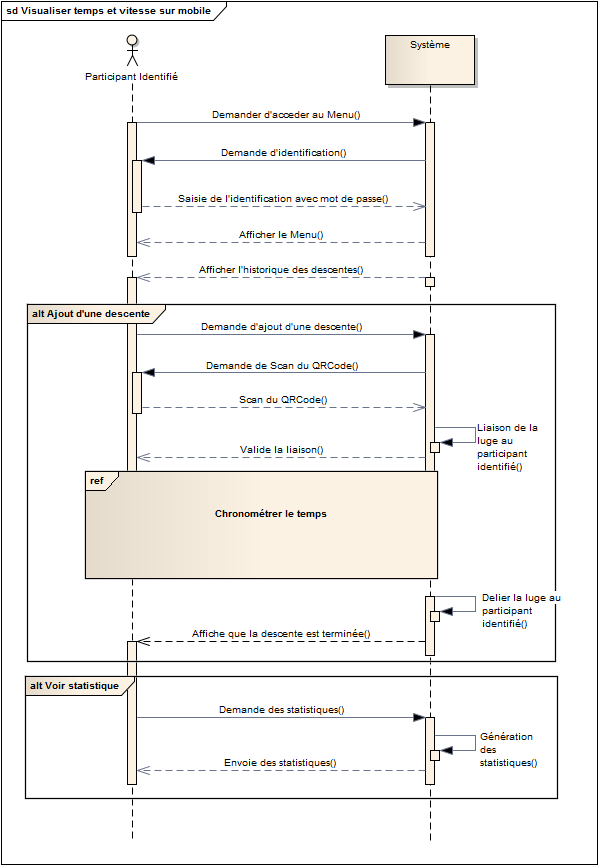 sd Visualiser temps et vitesse sur mobile
Système
Participant Identifié
Demander d'acceder au Menu()
Demande d'identification()
Saisie de l'identification avec mot de passe()
Afficher le Menu()
Afficher l'historique des descentes()
alt Ajout d'une descente
Demande d'ajout d'une descente()
Demande de Scan du QRCode()
Scan du QRCode()
Liaison de la
luge au
participant
identifié()
Valide la liaison()
ref
Chronométrer le temps
Delier la luge au
participant
identifié()
Affiche que la descente est terminée()
alt Voir statistique
Demande des statistiques()
Génération
des
statistiques()
Envoie des statistiques()